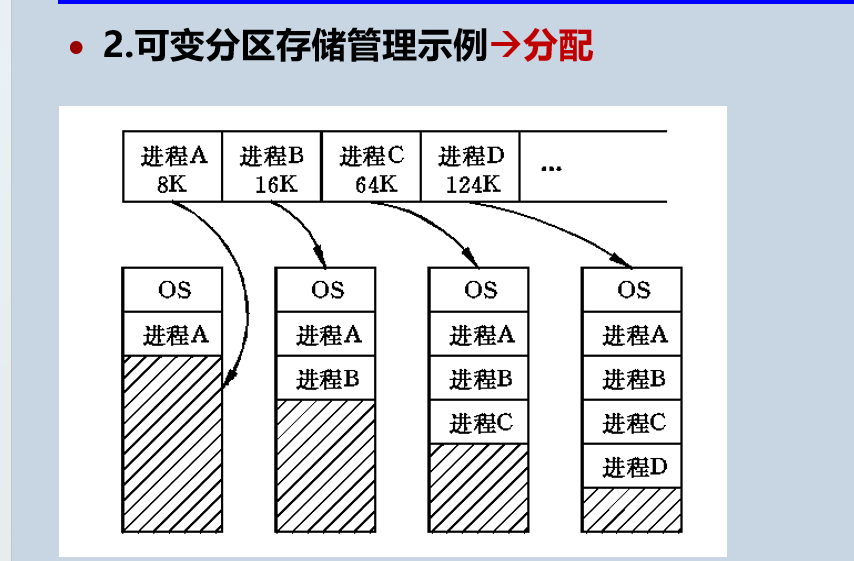 • 2.可变分区存储管理示例→分配
进程A 进程B 进程C 进程D ...
8K 16K 64K 124K
OS OS OS OS
进程A 进程A 进程A 进程A
进程B 进程B 进程B
进程C 进程C
进程D